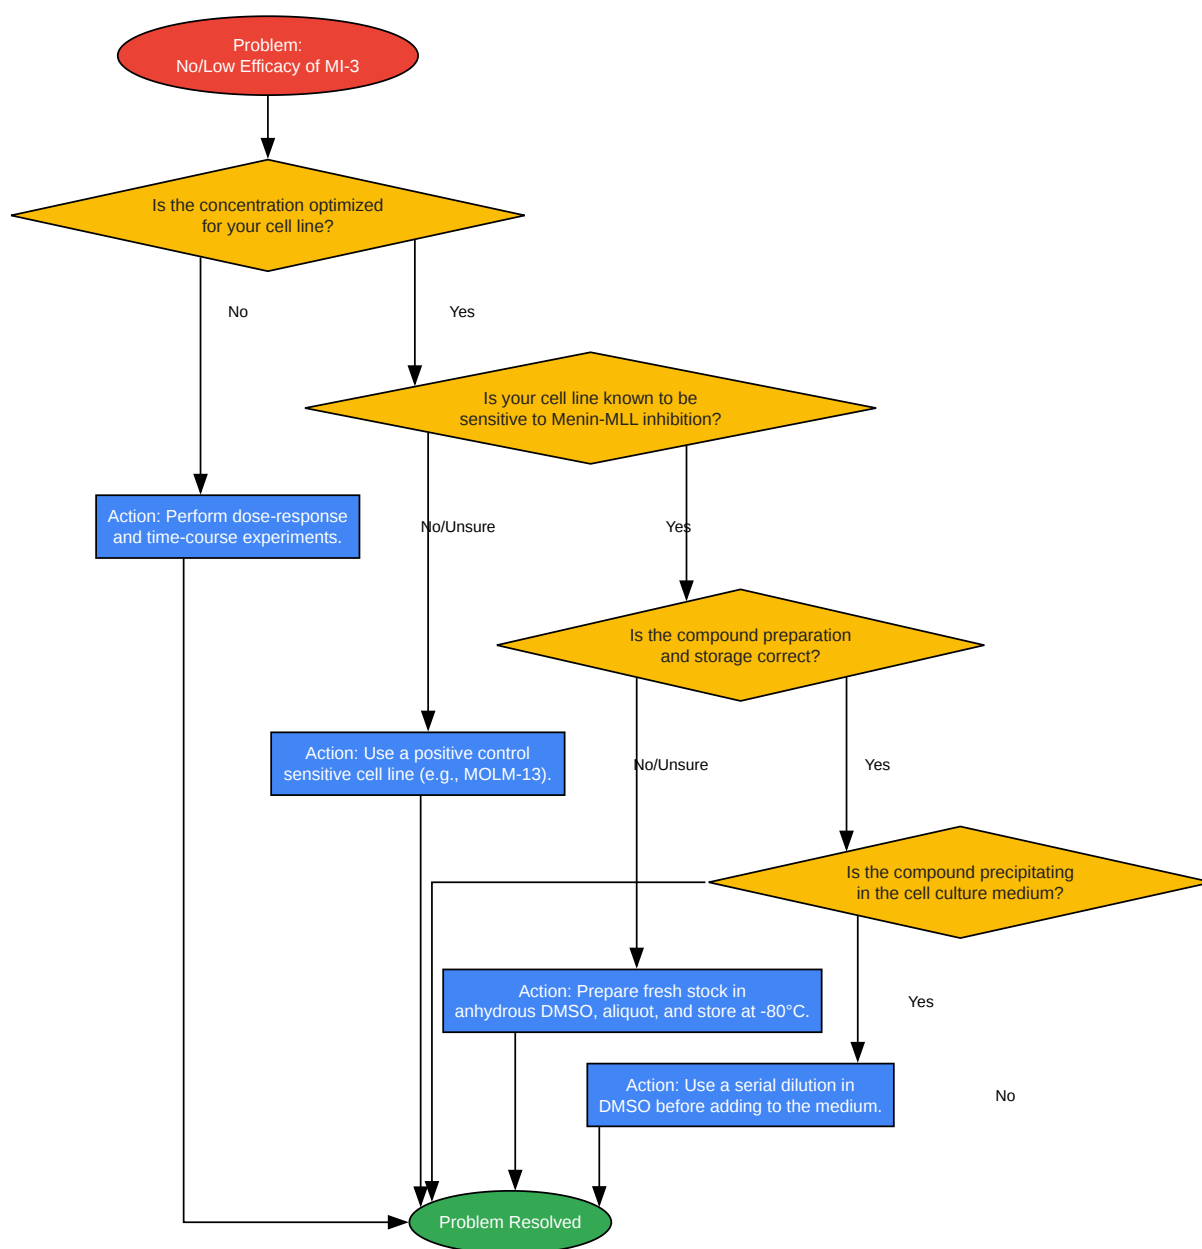 Problem:
No/Low Efficacy of MI-3
Is the concentration optimized
for your cell line?
No
Yes
Is your cell line known to be
sensitive to Menin-MLL inhibition?
Action: Perform dose-response
and time-course experiments.
No/Unsure
Yes
Is the compound preparation
and storage correct?
Action: Use a positive control
sensitive cell line (e.g., MOLM-13).
No/Unsure
Yes
Is the compound precipitating
in the cell culture medium?
Action: Prepare fresh stock in
anhydrous DMSO, aliquot, and store at -80°C.
Yes
Action: Use a serial dilution in
DMSO before adding to the medium.
No
Problem Resolved